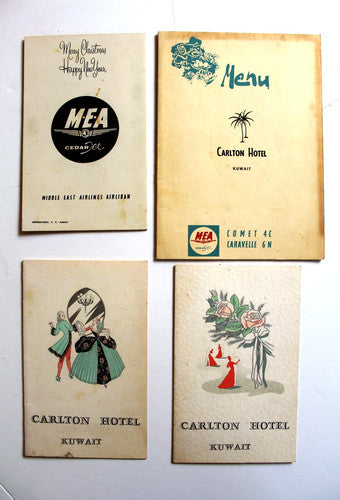 Merry Christmas
Happy New Year
MEA
CEDAR Jet
MIDDLE EAST AIRLINES AIRLIBAN
Menu
CARLTON HOTEL
KUWAIT
MEA
COMET 4C
CARAVELLE 6N
CARLTON HOTEL
KUWAIT
CARLTON HOTEL
KUWAIT